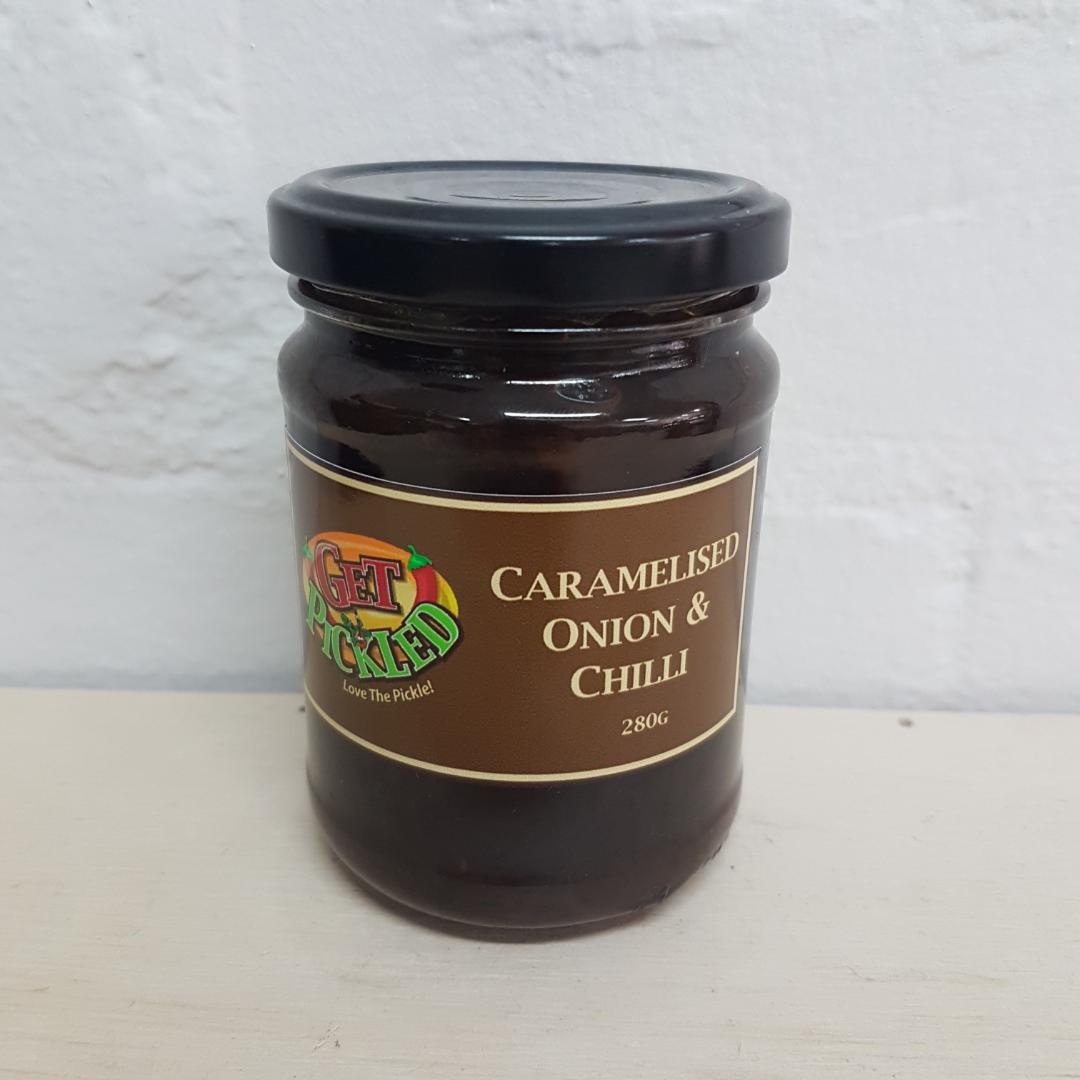 GET
PICKLED
Love The Pickle!
CARAMELISED
ONION &
CHILLI
280G